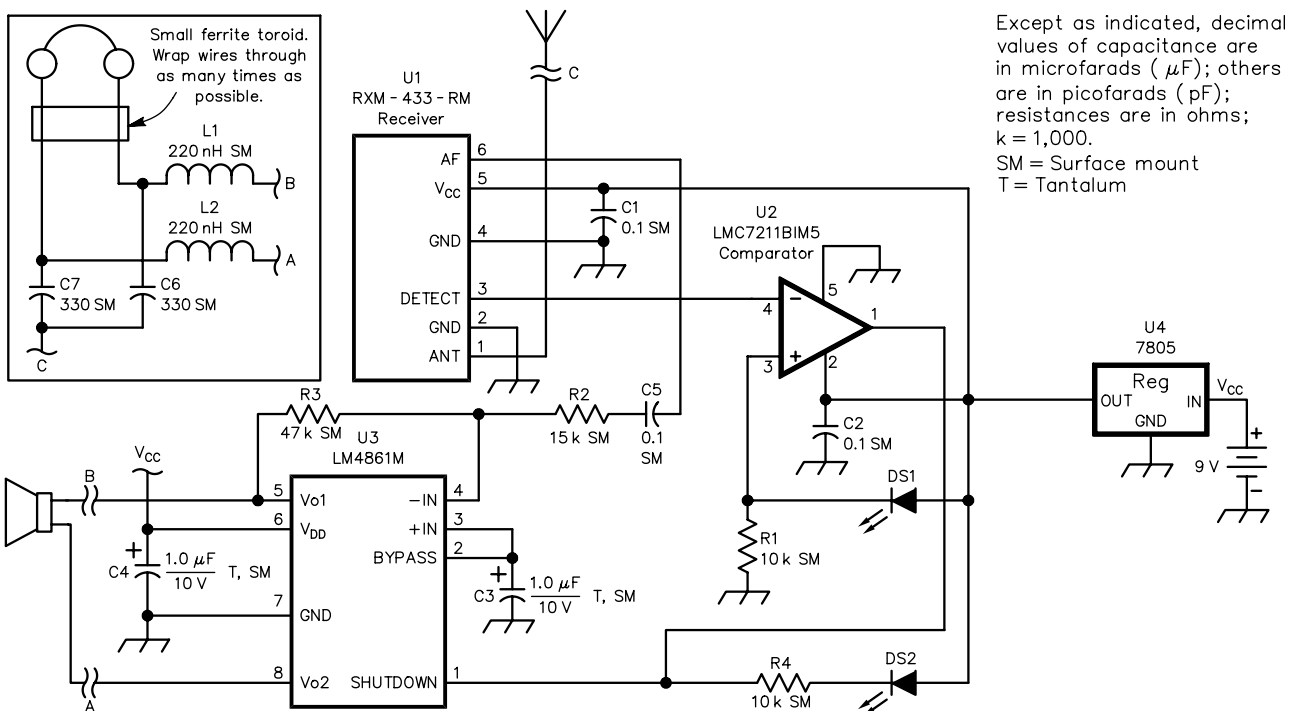 Small ferrite toroid.
Wrap wires through
as many times as
possible.
L1
220 nH SM
B
L2
220 nH SM
A
C7
330 SM
C6
330 SM
C
C
U1
RXM - 433 - RM
Receiver
AF
6
VCC
5
GND
4
DETECT
3
GND
2
ANT
1
C1
0.1 SM
Except as indicated, decimal
values of capacitance are
in microfarads ( μF); others
are in picofarads (pF);
resistances are in ohms;
k = 1,000.
SM = Surface mount
T = Tantalum
U2
LMC7211BIM5
Comparator
−
+
4
3
5
2
1
C2
0.1 SM
U4
7805
Reg
OUT
IN
GND
VCC
+
9 V
−
R3
47 k SM
R2
15 k SM
C5
0.1
SM
U3
LM4861M
VCC
B
5
Vo1
6
VDD
7
GND
8
Vo2
−IN
4
+IN
3
BYPASS
2
SHUTDOWN
1
+
C4
1.0 μF
10 V
T, SM
+
C3
1.0 μF
10 V
T, SM
A
DS1
R1
10 k SM
R4
10k SM
DS2